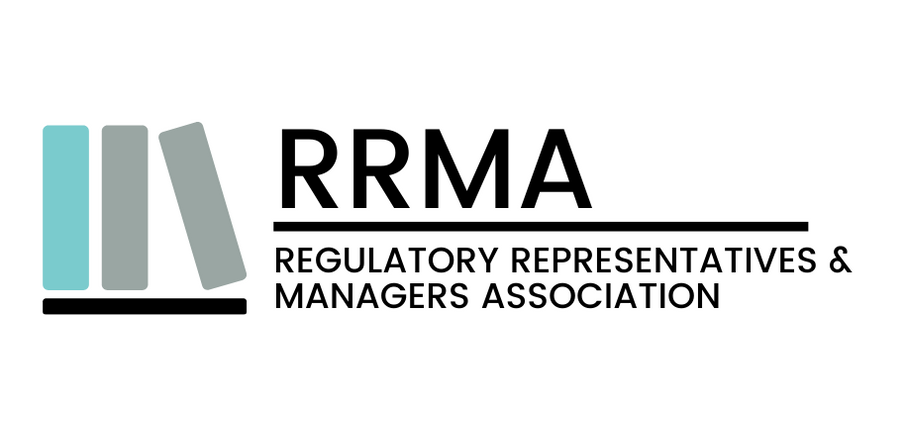 RRMA
REGULATORY REPRESENTATIVES &
MANAGERS ASSOCIATION